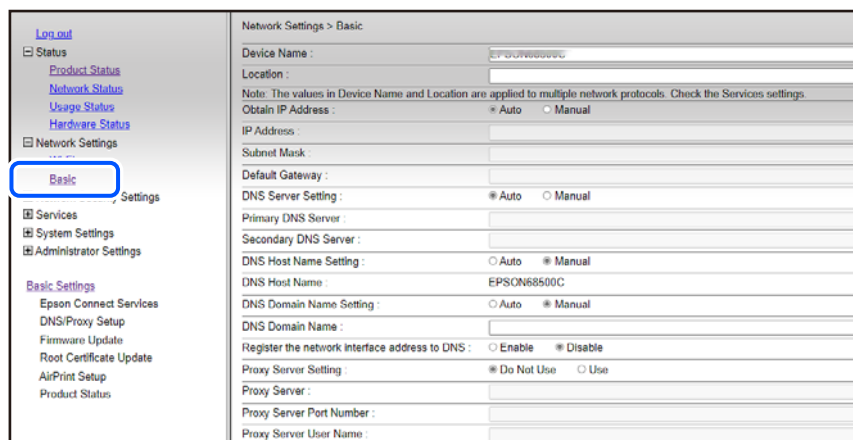 Log out
Status
Product Status
Network Status
Usage Status
Hardware Status
Network Settings
Basic
Settings
Services
System Settings
Administrator Settings
Basic Settings
Epson Connect Services
DNS/Proxy Setup
Firmware Update
Root Certificate Update
AirPrint Setup
Product Status
Network Settings > Basic
Device Name :
Location :
Note: The values in Device Name and Location are applied to multiple network protocols. Check the Services settings.
Obtain IP Address : Auto Manual
IP Address :
Subnet Mask :
Default Gateway :
DNS Server Setting : Auto Manual
Primary DNS Server :
Secondary DNS Server :
DNS Host Name Setting : Auto Manual
DNS Host Name : EPSON68500C
DNS Domain Name Setting : Auto Manual
DNS Domain Name :
Register the network interface address to DNS : Enable Disable
Proxy Server Setting : Do Not Use Use
Proxy Server :
Proxy Server Port Number :
Proxy Server User Name :